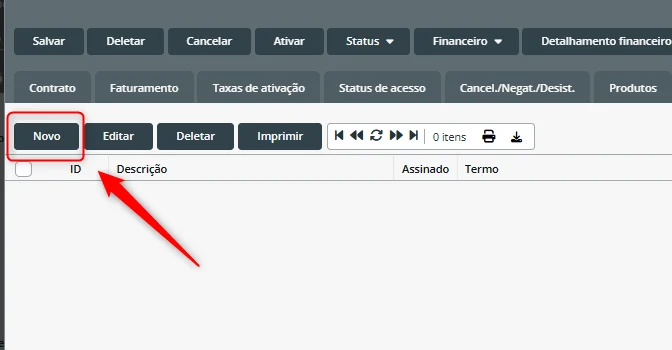 Salvar Deletar Cancelar Ativar Status Financeiro Detalhamento financeiro
Contrato Faturamento Taxas de ativação Status de acesso Cancel./Negat./Desist. Produtos
Novo Editar Deletar Imprimir 0 itens
ID Descrição Assinado Termo